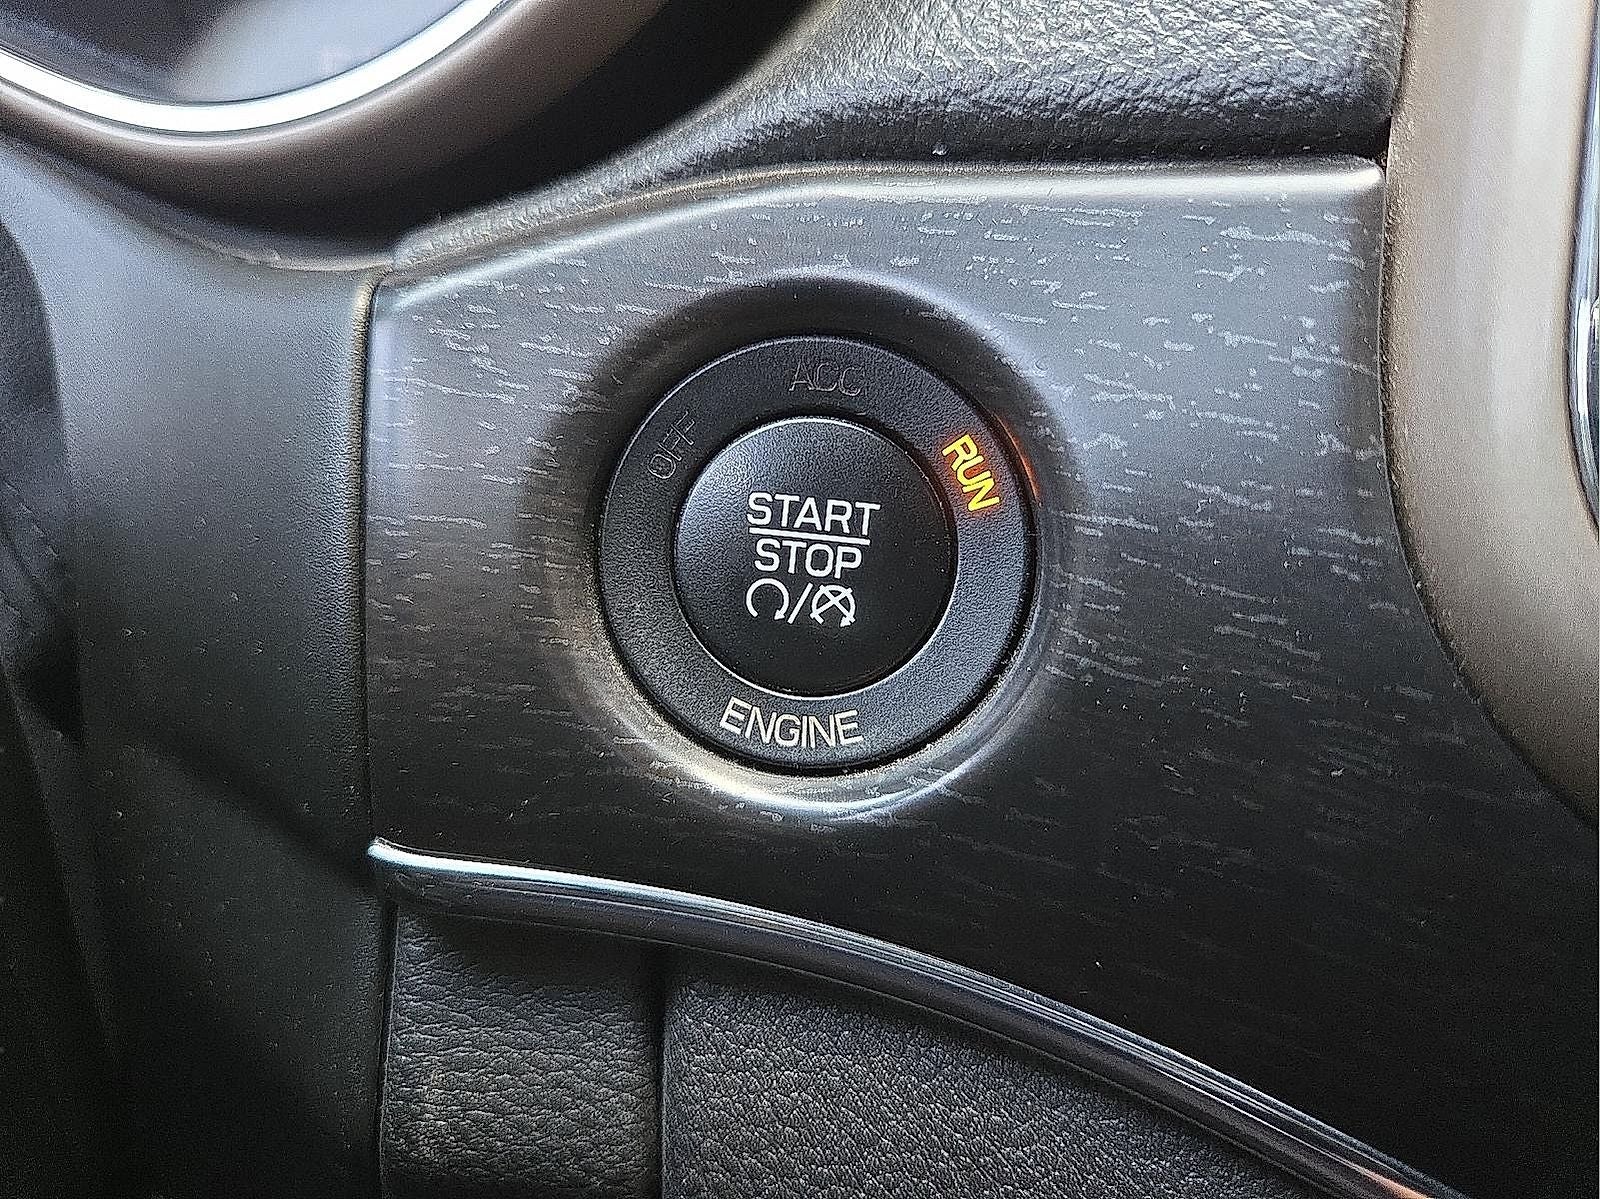 ACC
OFF
RUN
START
STOP
ENGINE